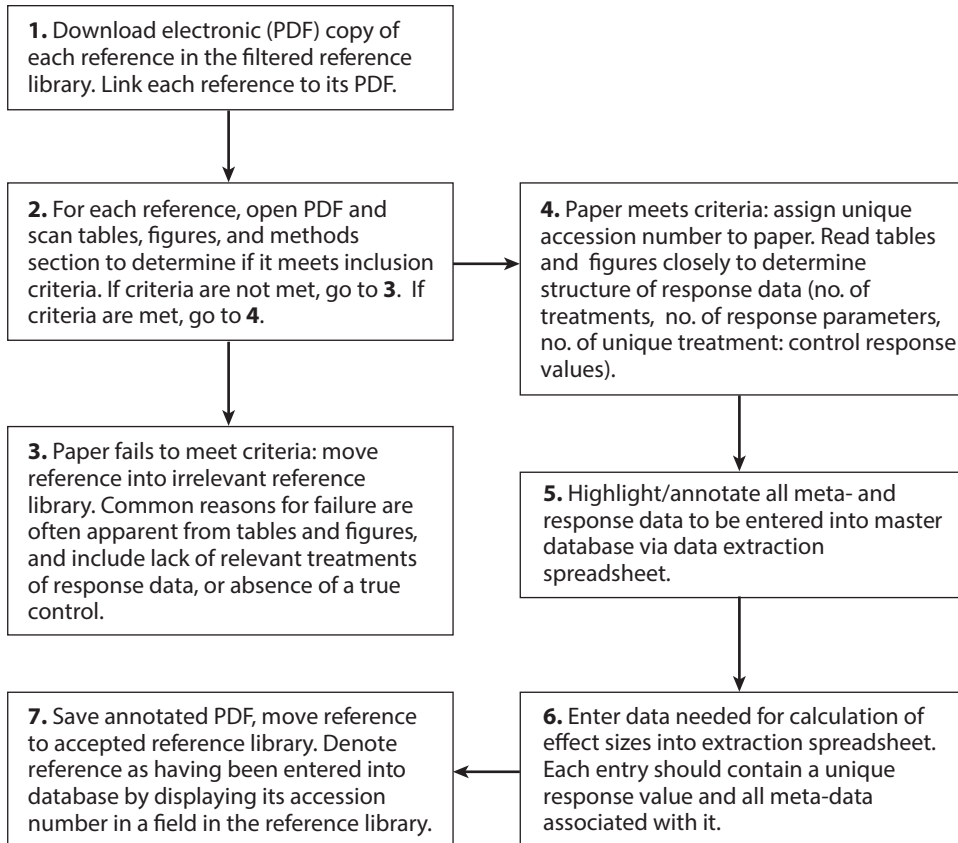 1. Download electronic (PDF) copy of
each reference in the filtered reference
library. Link each reference to its PDF.
2. For each reference, open PDF and
scan tables, figures, and methods
section to determine if it meets inclusion
criteria. If criteria are not met, go to 3. If
criteria are met, go to 4.
3. Paper fails to meet criteria: move
reference into irrelevant reference
library. Common reasons for failure are
often apparent from tables and figures,
and include lack of relevant treatments
of response data, or absence of a true
control.
4. Paper meets criteria: assign unique
accession number to paper. Read tables
and figures closely to determine
structure of response data (no. of
treatments, no. of response parameters,
no. of unique treatment: control response
values).
5. Highlight/annotate all meta- and
response data to be entered into master
database via data extraction
spreadsheet.
6. Enter data needed for calculation of
effect sizes into extraction spreadsheet.
Each entry should contain a unique
response value and all meta-data
associated with it.
7. Save annotated PDF, move reference
to accepted reference library. Denote
reference as having been entered into
database by displaying its accession
number in a field in the reference library.